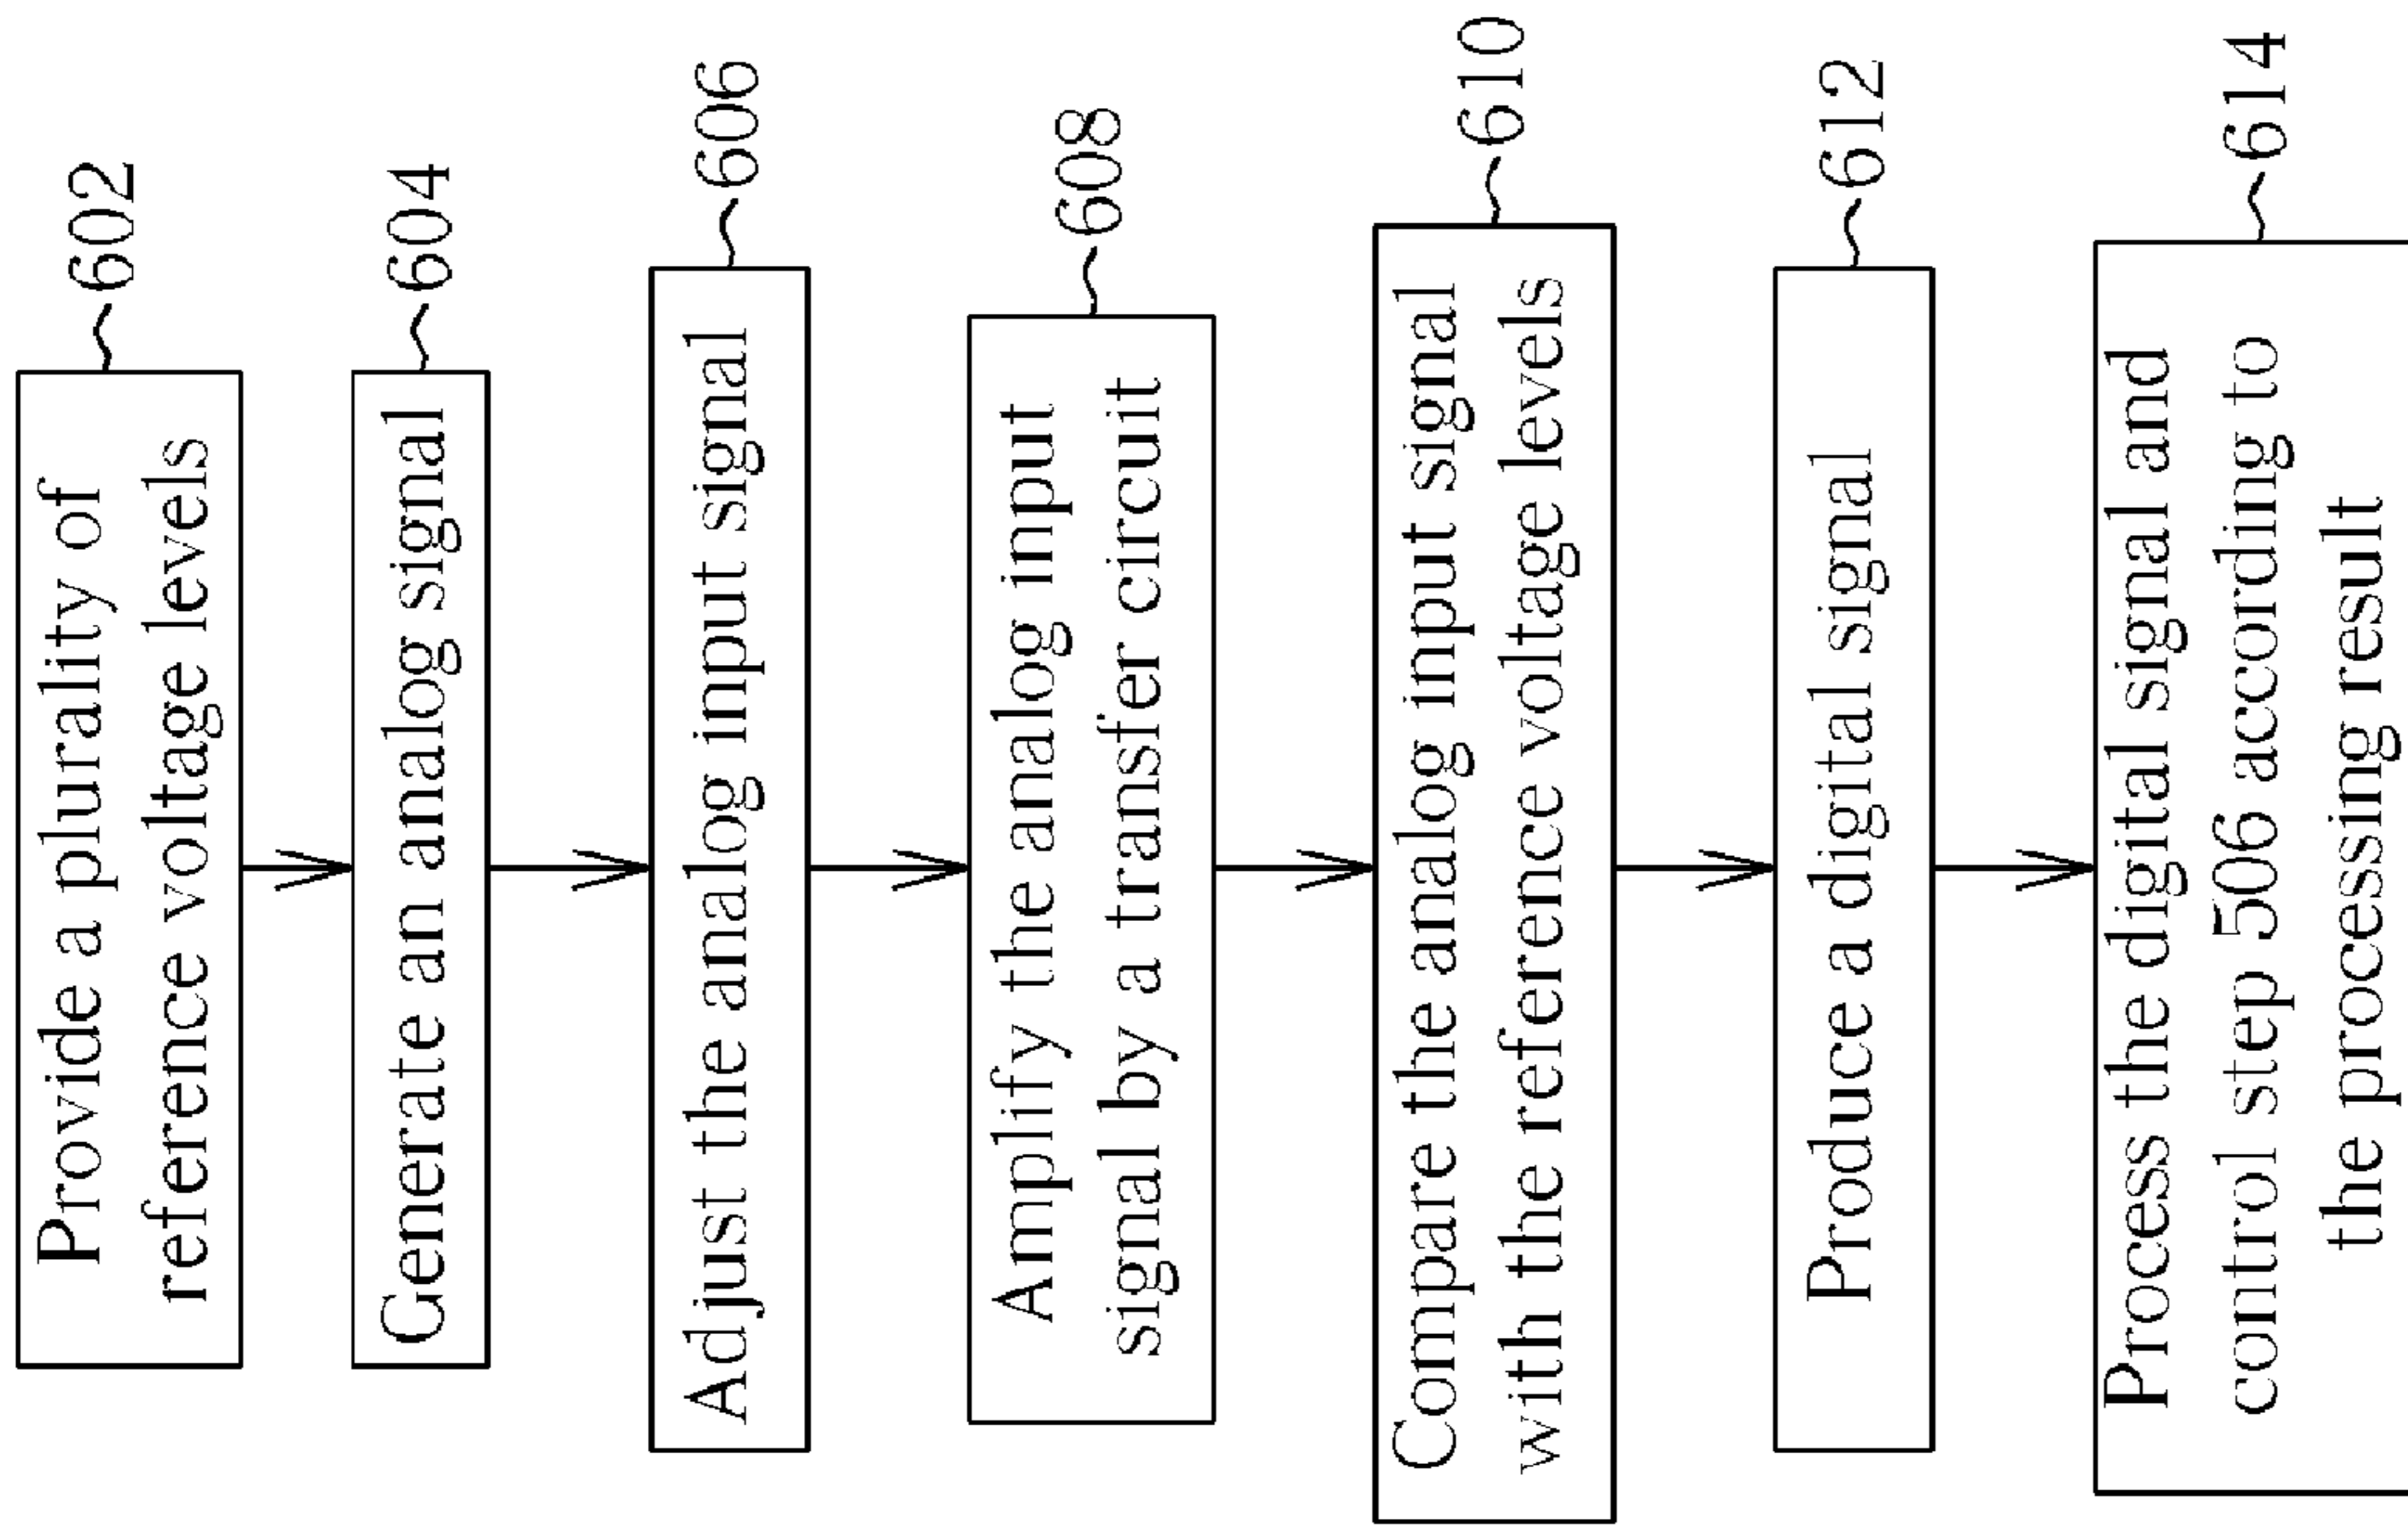 Provide a plurality of
reference voltage levels
602
Generate an analog signal
604
Adjust the analog input signal
606
Amplify the analog input
signal by a transfer circuit
608
Compare the analog input signal
with the reference voltage levels
610
Produce a digital signal
612
Process the digital signal and
control step 506 according to
the processing result
614